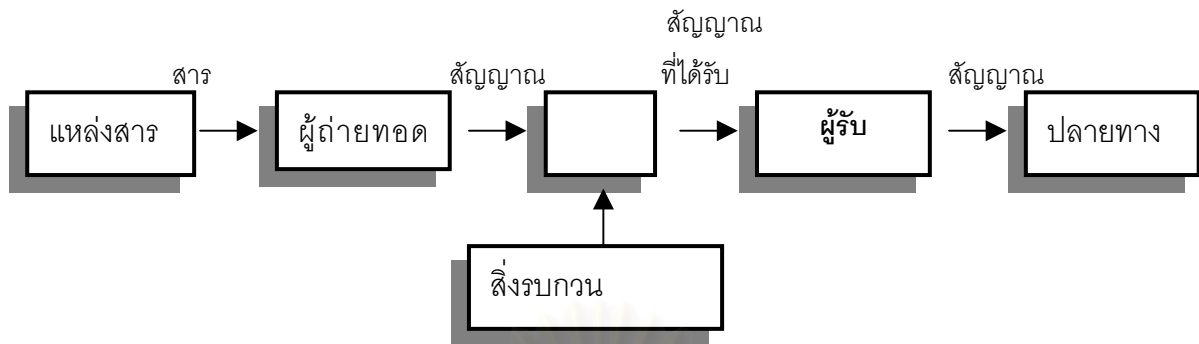 สัญญาณ
สาร
สัญญาณ
ที่ได้รับ
สัญญาณ
แหล่งสาร
ผู้ถ่ายทอด
ผู้รับ
ปลายทาง
สิ่งรบกวน